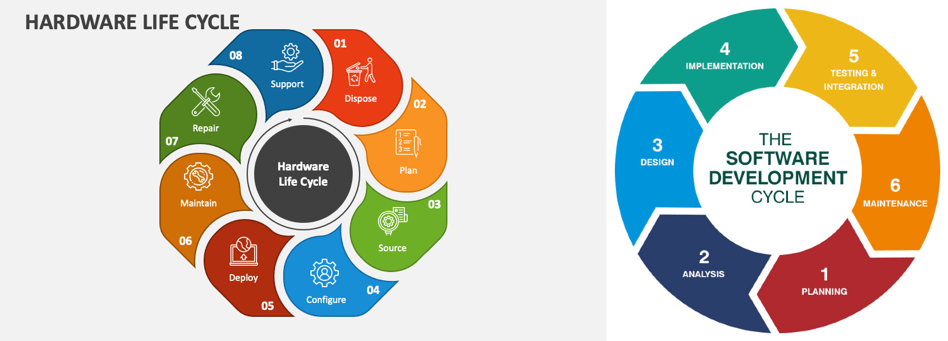 HARDWARE LIFE CYCLE
01
Dispose
02
Plan
03
Source
04
Configure
05
Deploy
06
Maintain
07
Repair
08
Support
Hardware
Life Cycle
THE
SOFTWARE
DEVELOPMENT
CYCLE
1
PLANNING
2
ANALYSIS
3
DESIGN
4
IMPLEMENTATION
5
TESTING &
INTEGRATION
6
MAINTENANCE